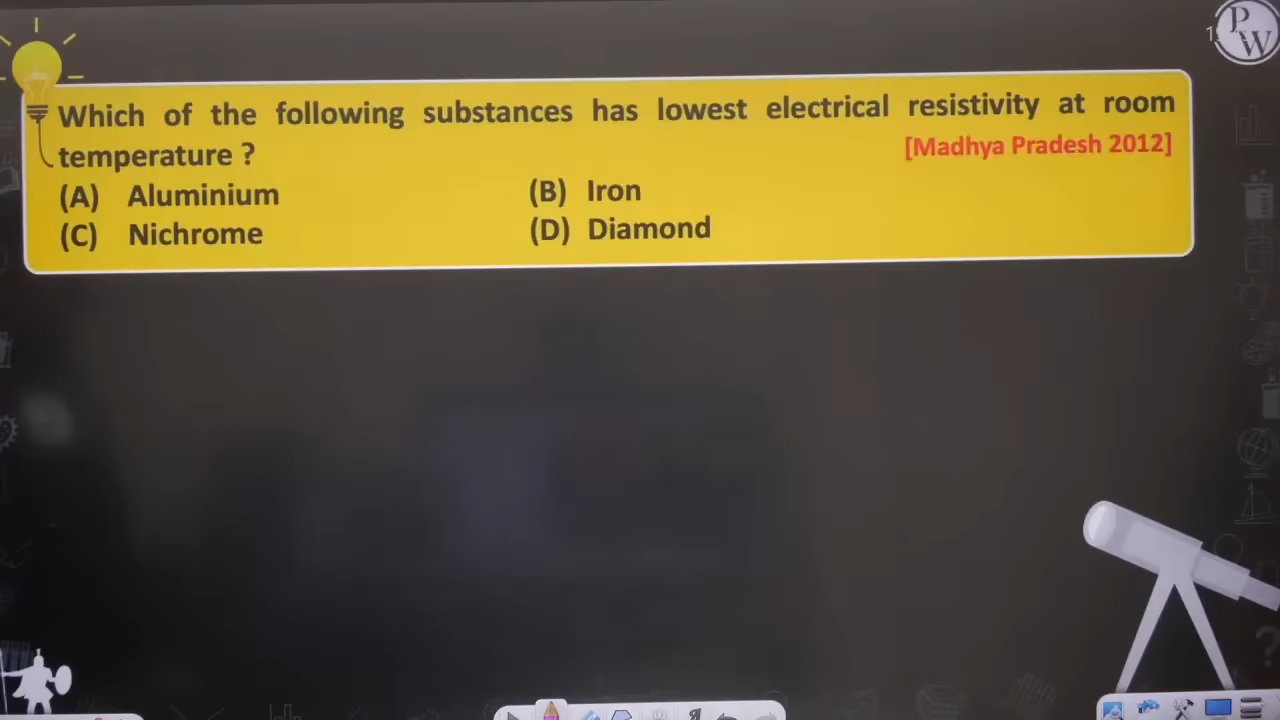 P
W
Which of the following substances has lowest electrical resistivity at room
temperature ? [Madhya Pradesh 2012]
(A) Aluminium (B) Iron
(C) Nichrome (D) Diamond